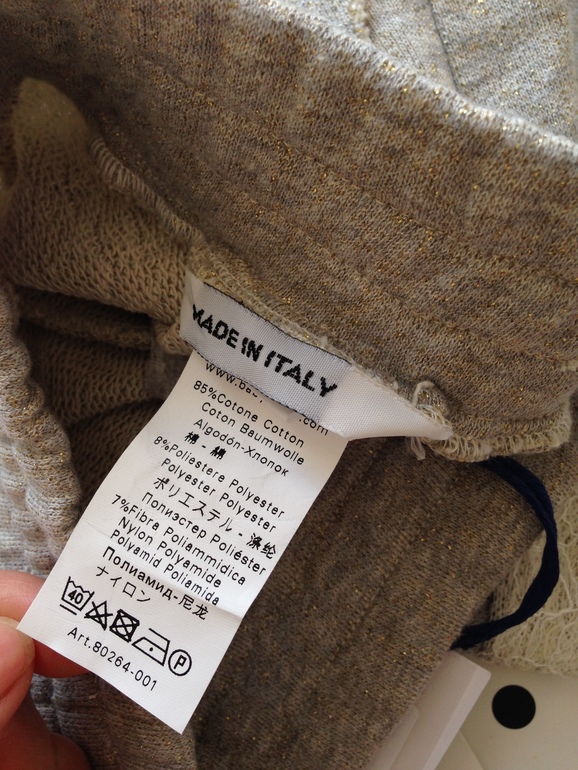 MADE IN ITALY
85%Cotone Cotton
Coton Baumwolle
Algodón-Хлопок
綿 - 棉
8%Poliestere Polyester
Polyester Polyester
ポリエステル - 涤纶
Полиэстер Poliéster
7%Fibra Poliammidica
Nylon Polyamide
Polyamid Poliamida
Полиамид-尼龙
ナイロン
40
P
Art.80264-001